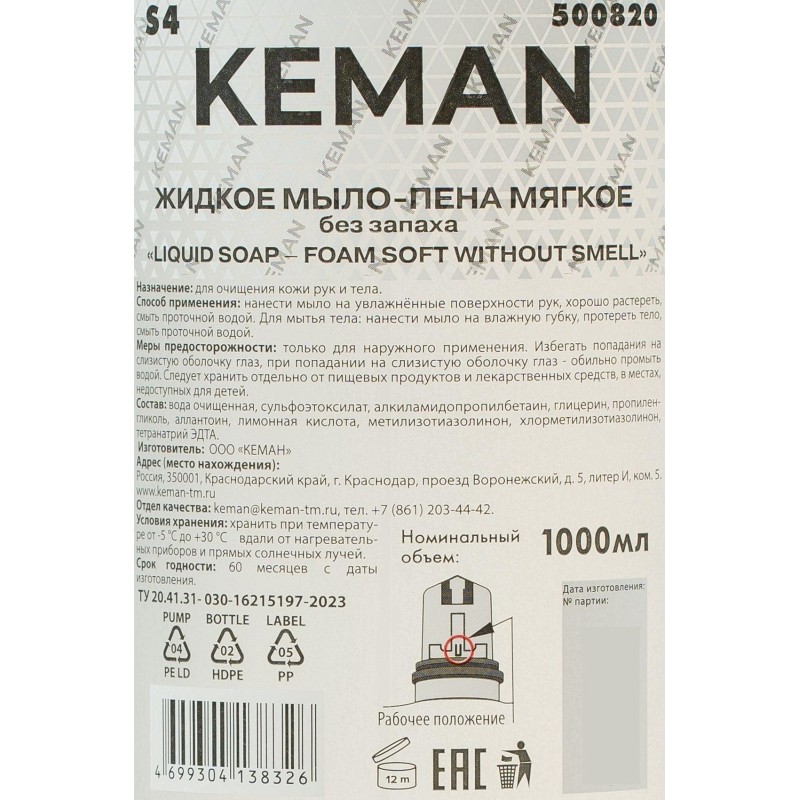 S4
500820
KEMAN
ЖИДКОЕ МЫЛО-ПЕНА МЯГКОЕ
без запаха
«LIQUID SOAP – FOAM SOFT WITHOUT SMELL»
Назначение: для очищения кожи рук и тела.
Способ применения: нанести мыло на увлажнённые поверхности рук, хорошо растереть,
смыть проточной водой. Для мытья тела: нанести мыло на влажную губку, протереть тело,
смыть проточной водой.
Меры предосторожности: только для наружного применения. Избегать попадания на
слизистую оболочку глаз, при попадании на слизистую оболочку глаз - обильно промыть
водой. Следует хранить отдельно от пищевых продуктов и лекарственных средств, в местах,
недоступных для детей.
Состав: вода очищенная, сульфоэтоксилат, алкиламидопропилбетаин, глицерин, пропилен-
гликоль, аллантоин, лимонная кислота, метилизотиазолинон, хлорметилизотиазолинон,
тетранатрий ЭДТА.
Изготовитель: ООО «КЕМАН»
Адрес (место нахождения):
Россия, 350001, Краснодарский край, г. Краснодар, проезд Воронежский, д. 5, литер И, ком. 5.
www.keman-tm.ru
Отдел качества: keman@keman-tm.ru, тел. +7 (861) 203-44-42.
Условия хранения: хранить при температу-
ре от -5 °С до +30 °С вдали от нагреватель-
ных приборов и прямых солнечных лучей.
Срок годности: 60 месяцев с даты
изготовления.
ТУ 20.41.31- 030-16215197-2023
Номинальный
объем:
1000мл
PUMP BOTTLE LABEL
04 02 05
PE LD HDPE PP
Дата изготовления:
№ партии:
Рабочее положение
4 699304 138326
12 m
EAC